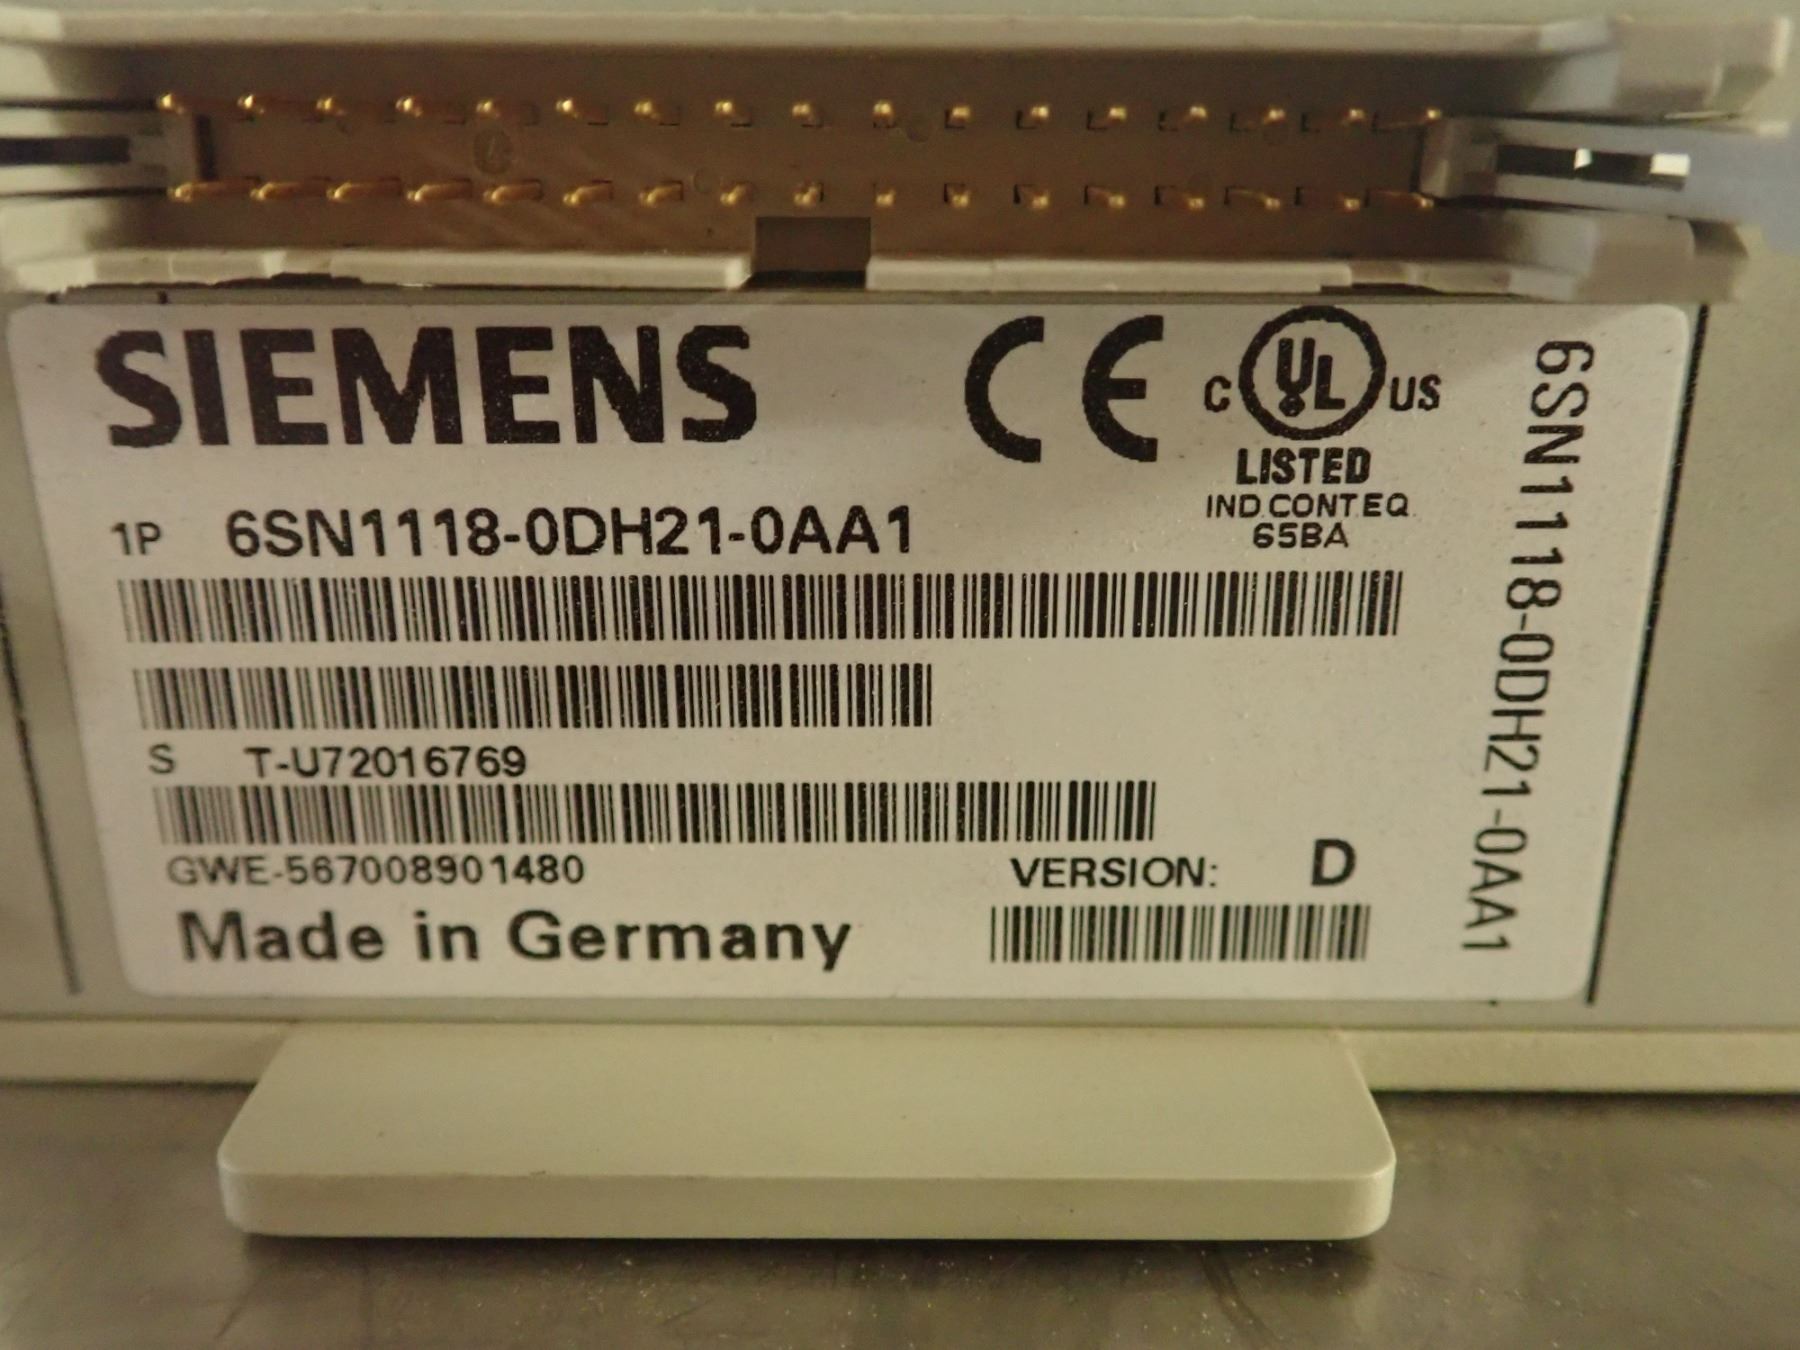 SIEMENS
CE
C UL US
LISTED
IND.CONT.EQ.
65BA
1P 6SN1118-0DH21-0AA1
S T-U72016769
GWE-567008901480
VERSION: D
Made in Germany
6SN1118-0DH21-0AA1